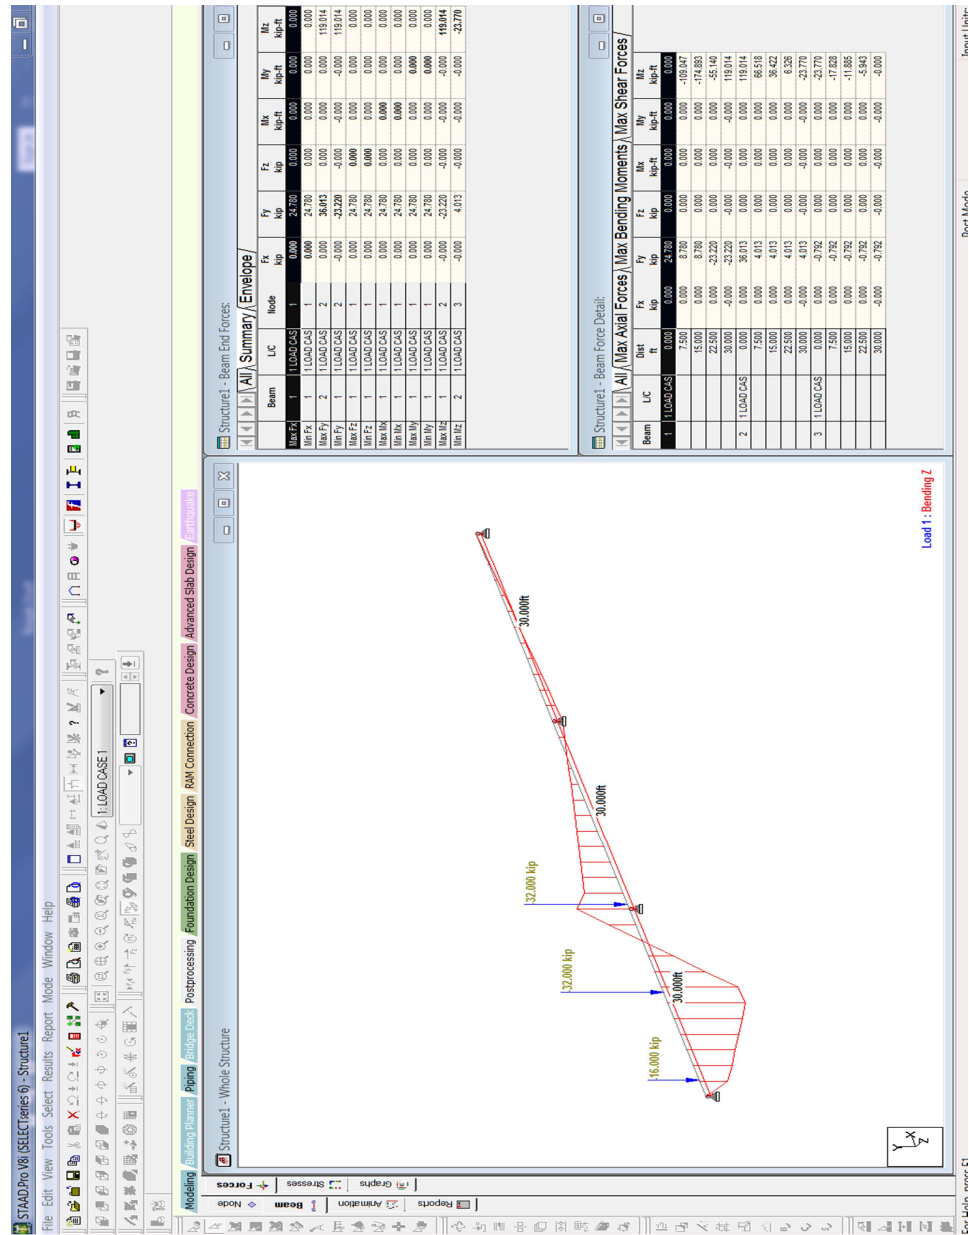 STAAD.Pro V8i (SELECTseries 6) - Structure1
File Edit View Tools Select Results Report Mode Window Help
1: LOAD CASE 1
Modeling Building Planner Piping Bridge Deck Postprocessing Foundation Design Steel Design RAM Connection Concrete Design Advanced Slab Design Earthquake
Node Beam Animation Reports
Forces Stresses Graphs
Structure1 - Whole Structure
-16.000 kip
-32.000 kip
-32.000 kip
30.000ft
30.000ft
30.000ft
Y
X
Z
Load 1 : Bending Z
Structure1 - Beam End Forces:
All Summary Envelope
Beam L/C Node Fx kip Fy kip Fz kip Mx kip-ft My kip-ft Mz kip-ft
Max Fx 1 1 LOAD CAS 1 0.000 24.780 0.000 0.000 0.000 0.000
Min Fx 1 1 LOAD CAS 1 0.000 24.780 0.000 0.000 0.000 0.000
Max Fy 2 1 LOAD CAS 2 0.000 36.013 0.000 0.000 0.000 119.014
Min Fy 1 1 LOAD CAS 2 -0.000 -23.220 -0.000 0.000 -0.000 119.014
Max Fz 1 1 LOAD CAS 1 0.000 24.780 0.000 0.000 0.000 0.000
Min Fz 1 1 LOAD CAS 1 0.000 24.780 0.000 0.000 0.000 0.000
Max Mx 1 1 LOAD CAS 1 0.000 24.780 0.000 0.000 0.000 0.000
Min Mx 1 1 LOAD CAS 1 0.000 24.780 0.000 0.000 0.000 0.000
Max My 1 1 LOAD CAS 1 0.000 24.780 0.000 0.000 0.000 0.000
Min My 1 1 LOAD CAS 1 0.000 24.780 0.000 0.000 0.000 0.000
Max Mz 1 1 LOAD CAS 2 -0.000 -23.220 -0.000 0.000 -0.000 119.014
Min Mz 2 1 LOAD CAS 3 -0.000 4.013 -0.000 0.000 -0.000 -23.770
Structure1 - Beam Force Detail:
All Max Axial Forces Max Bending Moments Max Shear Forces
Beam L/C Dist ft Fx kip Fy kip Fz kip Mx kip-ft My kip-ft Mz kip-ft
1 1 LOAD CAS 0.000 0.000 24.780 0.000 0.000 0.000 0.000
7.500 0.000 8.780 0.000 0.000 0.000 -109.047
15.000 0.000 8.780 0.000 0.000 0.000 -174.893
22.500 0.000 -23.220 0.000 0.000 0.000 -55.140
30.000 -0.000 -23.220 -0.000 0.000 -0.000 119.014
2 1 LOAD CAS 0.000 0.000 36.013 0.000 0.000 0.000 119.014
7.500 0.000 4.013 0.000 0.000 0.000 66.518
15.000 0.000 4.013 0.000 0.000 0.000 36.422
22.500 0.000 4.013 0.000 0.000 0.000 6.326
30.000 -0.000 4.013 -0.000 0.000 -0.000 -23.770
3 1 LOAD CAS 0.000 0.000 -0.792 0.000 0.000 0.000 -23.770
7.500 0.000 -0.792 0.000 0.000 0.000 -17.828
15.000 0.000 -0.792 0.000 0.000 0.000 -11.885
22.500 0.000 -0.792 0.000 0.000 0.000 -5.943
30.000 -0.000 -0.792 -0.000 0.000 -0.000 -0.000
For Help, press F1
Post Mode
Input Units: